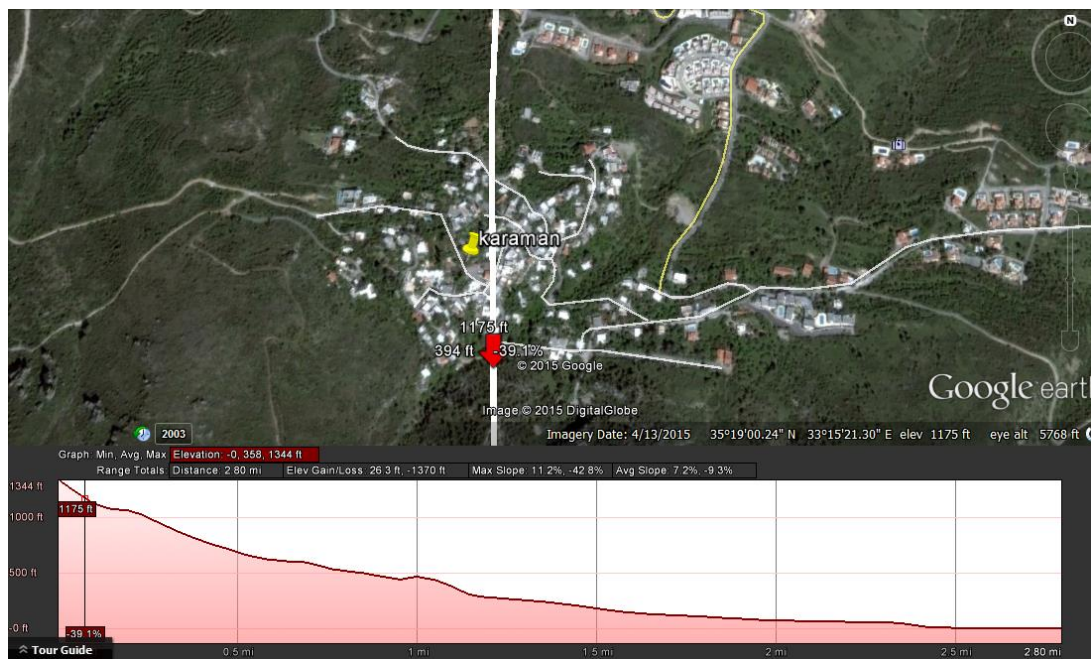 N
karaman
1175 ft
394 ft -39.1%
© 2015 Google
Google earth
Image © 2015 DigitalGlobe
2003
Imagery Date: 4/13/2015 35°19'00.24" N 33°15'21.30" E elev 1175 ft eye alt 5768 ft
Graph: Min, Avg, Max Elevation: -0, 358, 1344 ft
Range Totals: Distance: 2.80 mi Elev Gain/Loss: 26.3 ft, -1370 ft Max Slope: 11.2%, -42.8% Avg Slope: 7.2%, -9.3%
1344 ft
1175 ft
1000 ft
500 ft
-0 ft
-39.1%
Tour Guide
0.5 mi 1 mi 1.5 mi 2 mi 2.5 mi 2.80 mi